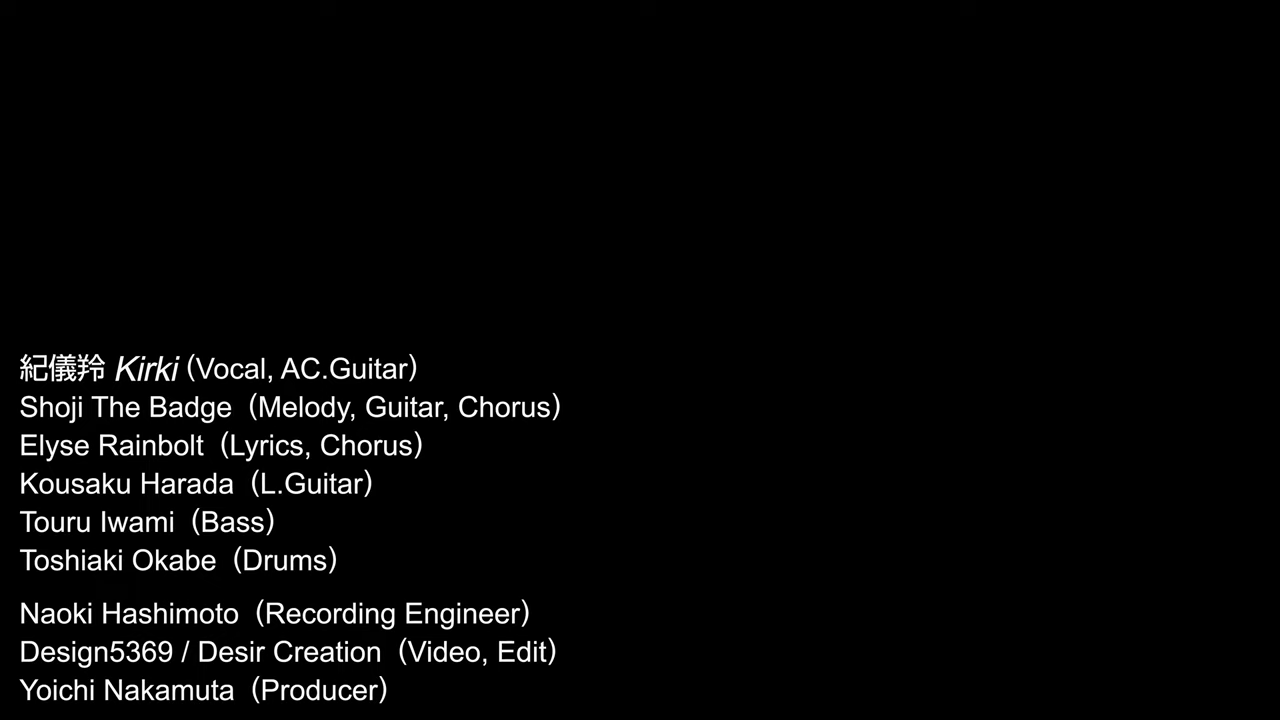 紀儀羚 Kirki (Vocal, AC.Guitar)
Shoji The Badge（Melody, Guitar, Chorus）
Elyse Rainbolt（Lyrics, Chorus）
Kousaku Harada（L.Guitar）
Touru Iwami（Bass）
Toshiaki Okabe（Drums）
Naoki Hashimoto（Recording Engineer）
Design5369 / Desir Creation（Video, Edit）
Yoichi Nakamuta（Producer）